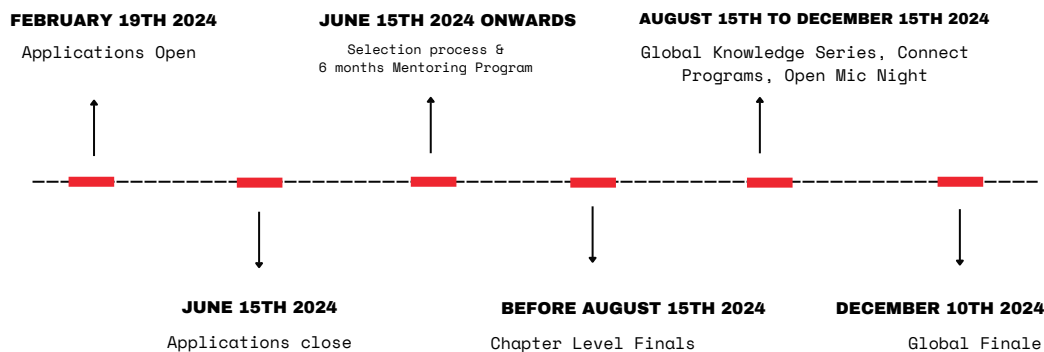 FEBRUARY 19TH 2024
Applications Open
JUNE 15TH 2024 ONWARDS
Selection process &
6 months Mentoring Program
AUGUST 15TH TO DECEMBER 15TH 2024
Global Knowledge Series, Connect
Programs, Open Mic Night
JUNE 15TH 2024
Applications close
BEFORE AUGUST 15TH 2024
Chapter Level Finals
DECEMBER 10TH 2024
Global Finale